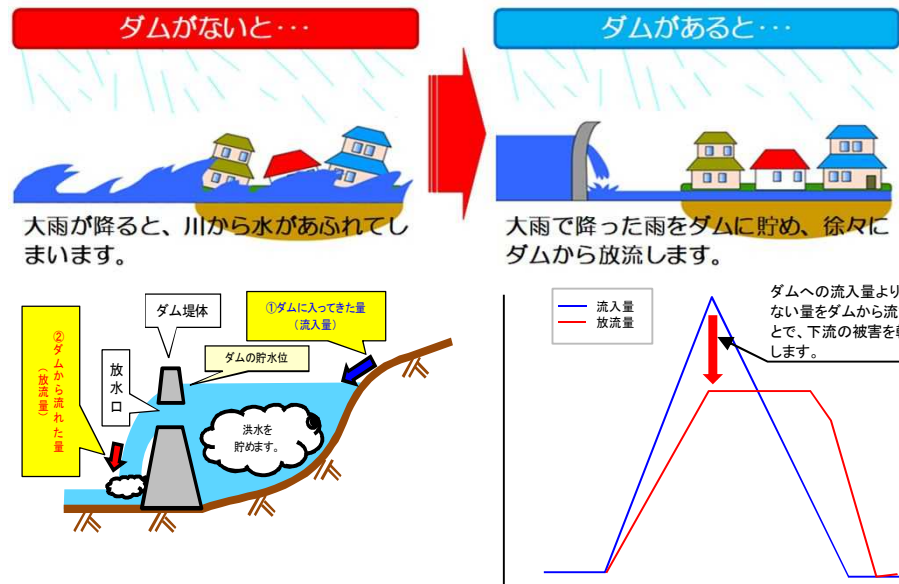 ダムがないと…
ダムがあると…
大雨が降ると、川から水があふれてし
まいます。
大雨で降った雨をダムに貯め、徐々に
ダムから放流します。
ダム堤体
①ダムに入ってきた量
（流入量）
ダムの貯水位
放水口
②ダムから流れた量
（放流量）
洪水を
貯めます。
流入量
放流量
ダムへの流入量より
ない量をダムから流
とで、下流の被害を
します。